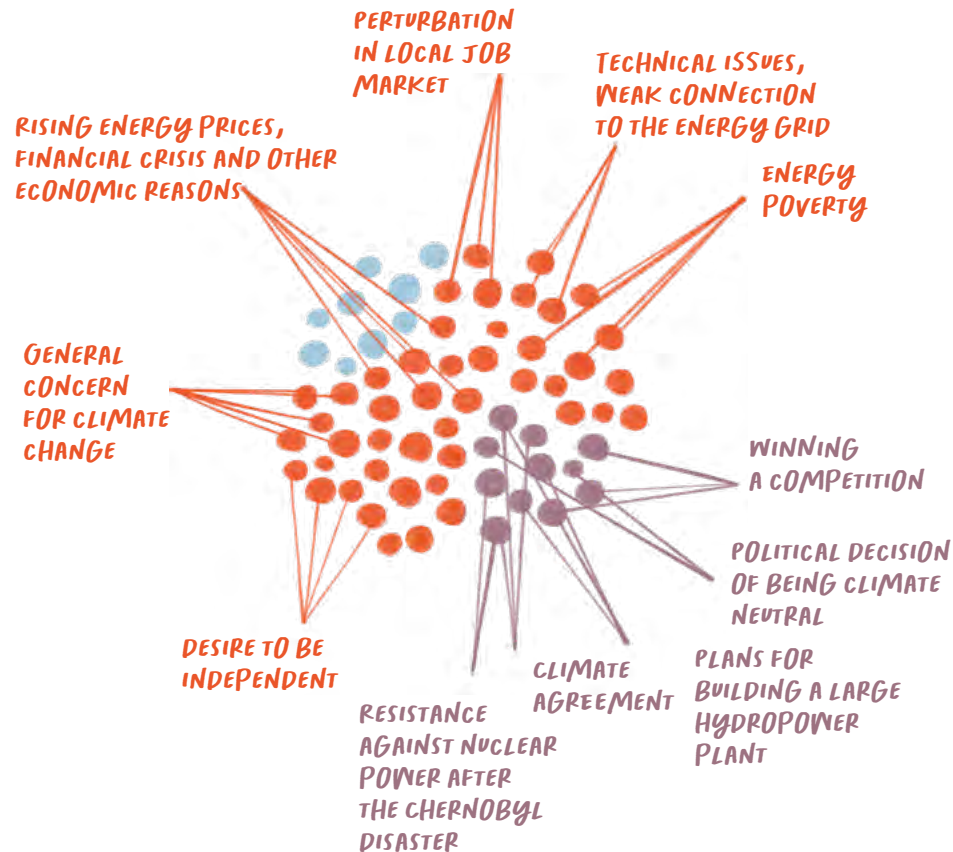 PERTURBATION
IN LOCAL JOB
MARKET
TECHNICAL ISSUES,
WEAK CONNECTION
TO THE ENERGY GRID
RISING ENERGY PRICES,
FINANCIAL CRISIS AND OTHER
ECONOMIC REASONS
ENERGY
POVERTY
GENERAL
CONCERN
FOR CLIMATE
CHANGE
WINNING
A COMPETITION
POLITICAL DECISION
OF BEING CLIMATE
NEUTRAL
DESIRE TO BE
INDEPENDENT
CLIMATE
AGREEMENT
PLANS FOR
BUILDING A LARGE
HYDROPOWER
PLANT
RESISTANCE
AGAINST NUCLEAR
POWER AFTER
THE CHERNOBYL
DISASTER